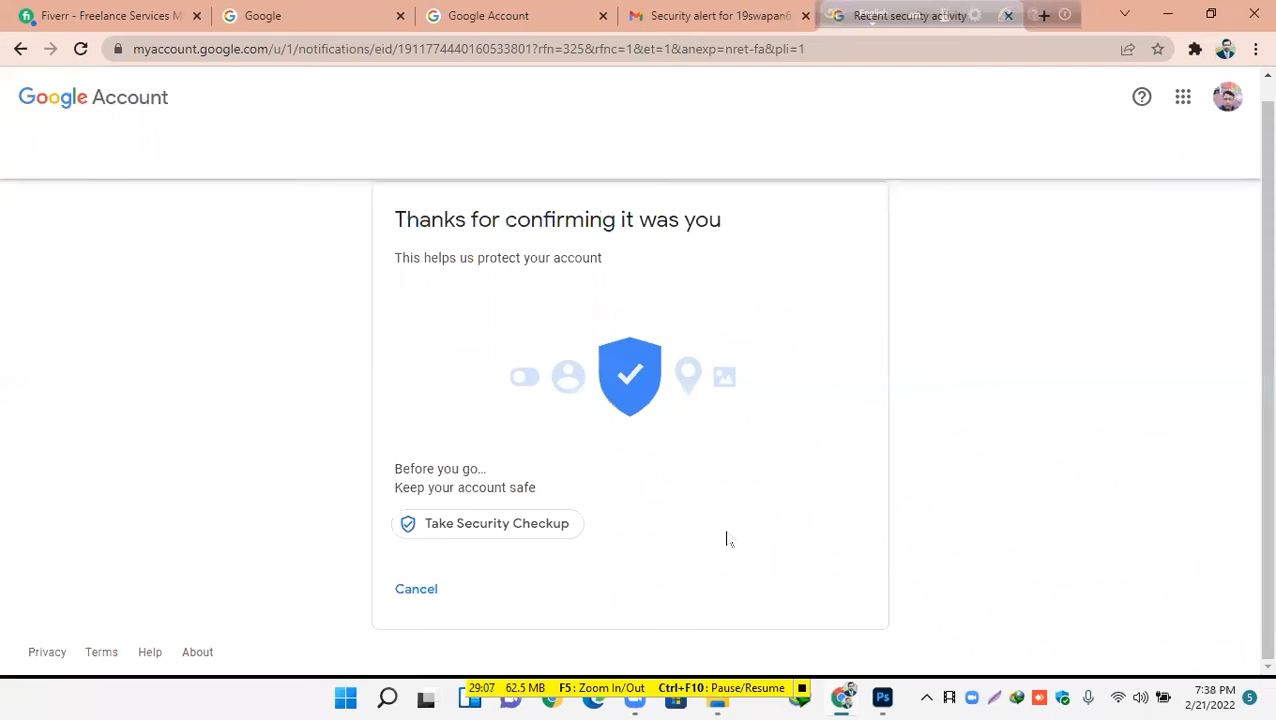 Fiverr - Freelance Services M
Google
Google Account
Security alert for 19swapan6
Recent security activity
English
myaccount.google.com/u/1/notifications/eid/1911774440160533801?rfn=325&rfnc=1&et=1&anexp=nret-fa&pli=1
Google Account
Thanks for confirming it was you
This helps us protect your account
Before you go...
Keep your account safe
Take Security Checkup
Cancel
Privacy Terms Help About
29:07 62.5 MB F5: Zoom In/Out Ctrl+F10: Pause/Resume
7:38 PM
2/21/2022
5